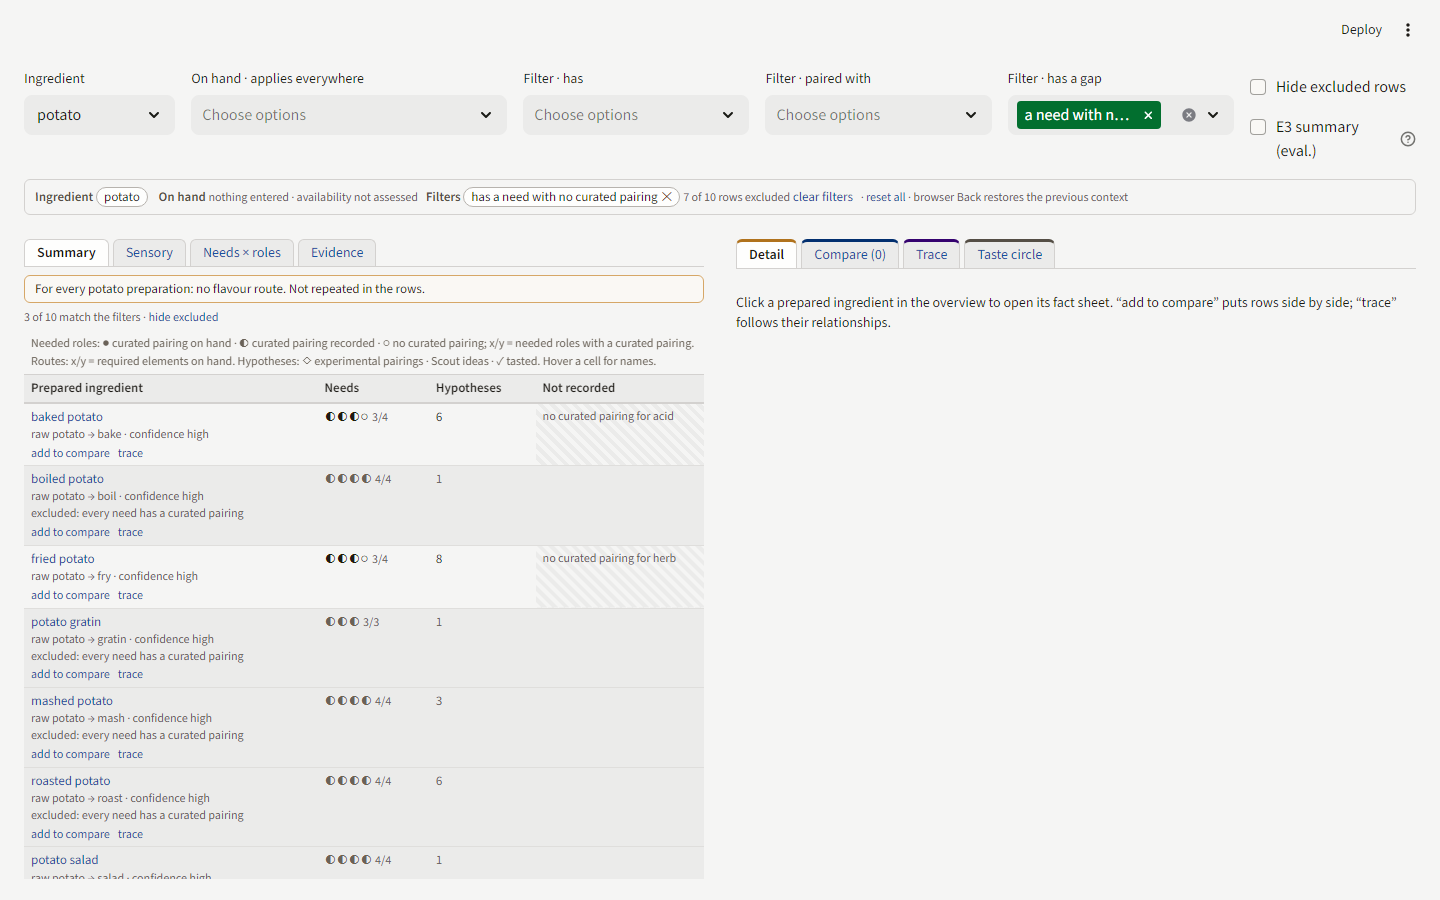 Deploy
Ingredient
On hand · applies everywhere
Filter · has
Filter · paired with
Filter · has a gap
potato
Choose options
Choose options
Choose options
a need with n...
Hide excluded rows
E3 summary
(eval.)
Ingredient potato On hand nothing entered · availability not assessed Filters has a need with no curated pairing 7 of 10 rows excluded clear filters · reset all · browser Back restores the previous context
Summary
Sensory
Needs × roles
Evidence
For every potato preparation: no flavour route. Not repeated in the rows.
3 of 10 match the filters · hide excluded
Needed roles: ● curated pairing on hand · ◐ curated pairing recorded · ○ no curated pairing; x/y = needed roles with a curated pairing.
Routes: x/y = required elements on hand. Hypotheses: ◇ experimental pairings · Scout ideas · ✓ tasted. Hover a cell for names.
Prepared ingredient Needs Hypotheses Not recorded
baked potato ◐◐◐○ 3/4 6 no curated pairing for acid
raw potato → bake · confidence high
add to compare trace
boiled potato ◐◐◐◐ 4/4 1
raw potato → boil · confidence high
excluded: every need has a curated pairing
add to compare trace
fried potato ◐◐◐○ 3/4 8 no curated pairing for herb
raw potato → fry · confidence high
add to compare trace
potato gratin ◐◐◐ 3/3 1
raw potato → gratin · confidence high
excluded: every need has a curated pairing
add to compare trace
mashed potato ◐◐◐◐ 4/4 3
raw potato → mash · confidence high
excluded: every need has a curated pairing
add to compare trace
roasted potato ◐◐◐◐ 4/4 6
raw potato → roast · confidence high
excluded: every need has a curated pairing
add to compare trace
potato salad ◐◐◐◐ 4/4 1
raw potato → salad · confidence high
Detail
Compare (0)
Trace
Taste circle
Click a prepared ingredient in the overview to open its fact sheet. “add to compare” puts rows side by side; “trace”
follows their relationships.